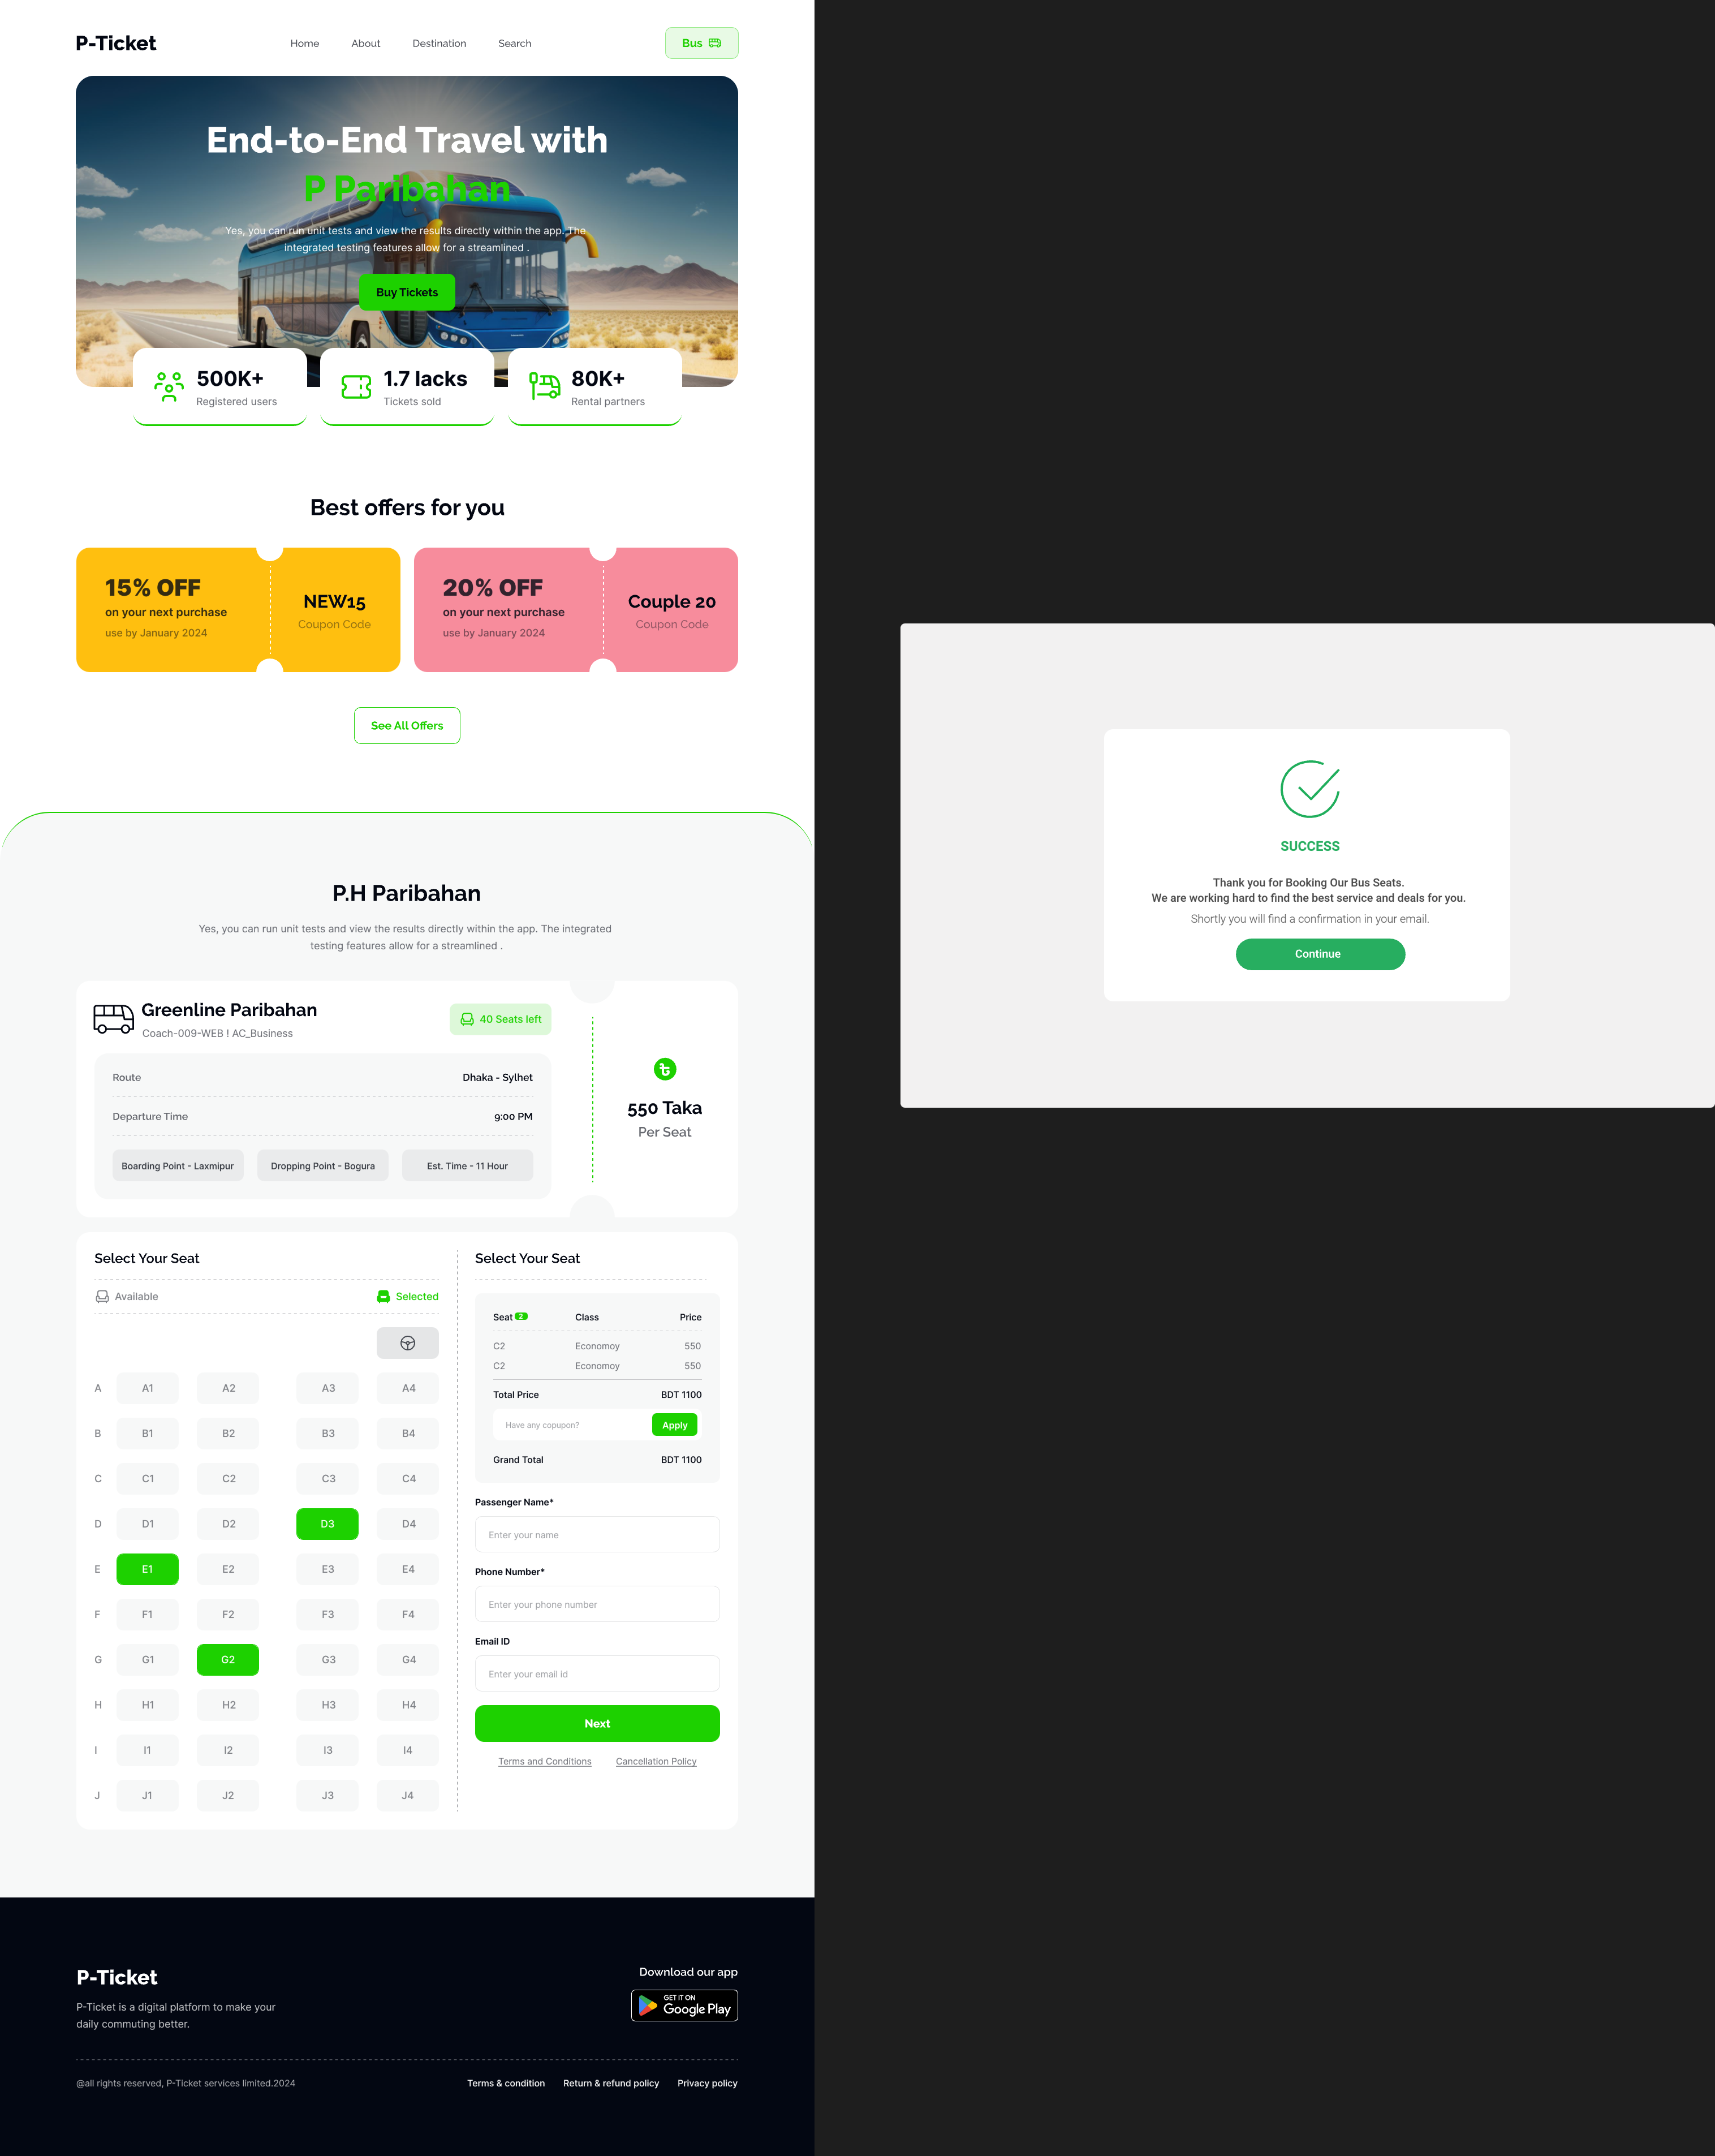 P-Ticket
Home About Destination Search
Bus
End-to-End Travel with
P Paribahan
Yes, you can run unit tests and view the results directly within the app. The
integrated testing features allow for a streamlined .
Buy Tickets
500K+
Registered users
1.7 lacks
Tickets sold
80K+
Rental partners
Best offers for you
15% OFF
on your next purchase
use by January 2024
NEW15
Coupon Code
20% OFF
on your next purchase
use by January 2024
Couple 20
Coupon Code
See All Offers
P.H Paribahan
Yes, you can run unit tests and view the results directly within the app. The integrated
testing features allow for a streamlined .
Greenline Paribahan
Coach-009-WEB ! AC_Business
40 Seats left
Route Dhaka - Sylhet
Departure Time 9:00 PM
Boarding Point - Laxmipur Dropping Point - Bogura Est. Time - 11 Hour
৳
550 Taka
Per Seat
Select Your Seat
Available Selected
A A1 A2 A3 A4
B B1 B2 B3 B4
C C1 C2 C3 C4
D D1 D2 D3 D4
E E1 E2 E3 E4
F F1 F2 F3 F4
G G1 G2 G3 G4
H H1 H2 H3 H4
I I1 I2 I3 I4
J J1 J2 J3 J4
Select Your Seat
Seat 2 Class Price
C2 Economoy 550
C2 Economoy 550
Total Price BDT 1100
Have any copupon? Apply
Grand Total BDT 1100
Passenger Name*
Enter your name
Phone Number*
Enter your phone number
Email ID
Enter your email id
Next
Terms and Conditions Cancellation Policy
P-Ticket
P-Ticket is a digital platform to make your
daily commuting better.
Download our app
GET IT ON
Google Play
@all rights reserved, P-Ticket services limited.2024
Terms & condition Return & refund policy Privacy policy
SUCCESS
Thank you for Booking Our Bus Seats.
We are working hard to find the best service and deals for you.
Shortly you will find a confirmation in your email.
Continue